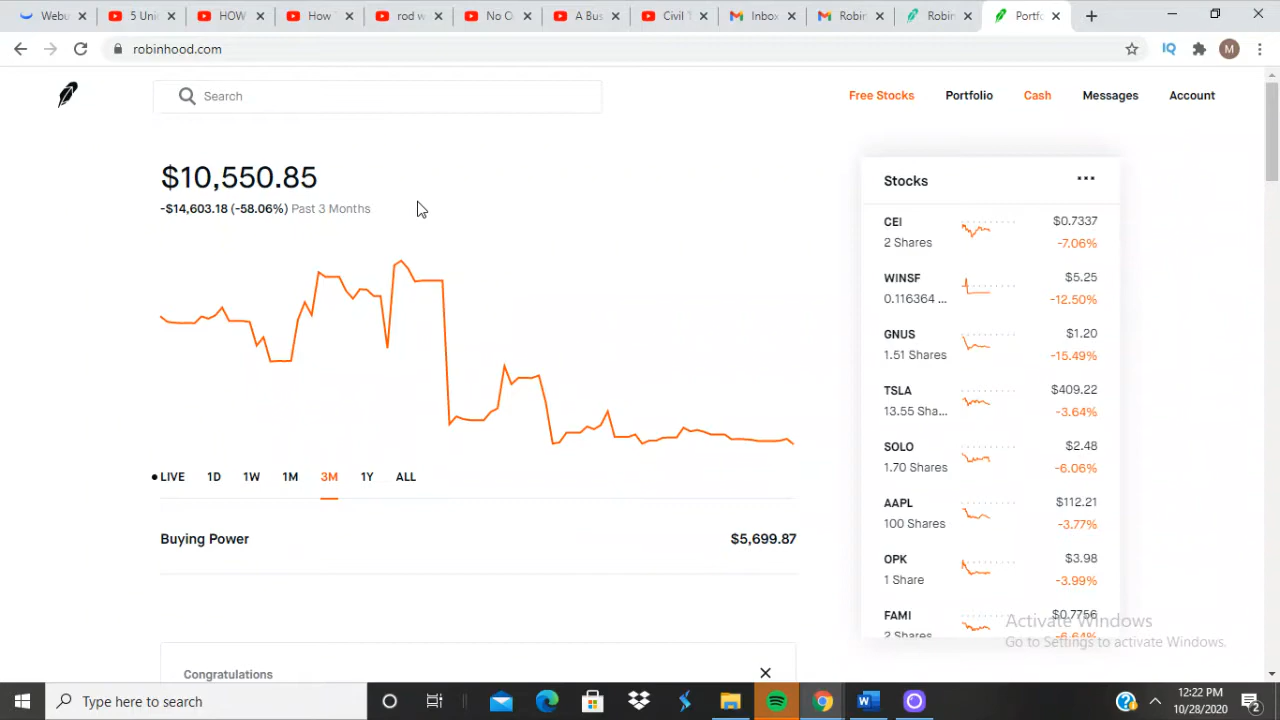 Webu
5 Unic
HOW
How T
rod w
No O
A Bus
Civil T
Inbox
Robin
Robin
Portfo
robinhood.com
IQ
M
Search
Free Stocks
Portfolio
Cash
Messages
Account
$10,550.85
-$14,603.18 (-58.06%) Past 3 Months
LIVE 1D 1W 1M 3M 1Y ALL
Buying Power $5,699.87
Congratulations
Stocks
CEI $0.7337
2 Shares -7.06%
WINSF $5.25
0.116364 ... -12.50%
GNUS $1.20
1.51 Shares -15.49%
TSLA $409.22
13.55 Sha... -3.64%
SOLO $2.48
1.70 Shares -6.06%
AAPL $112.21
100 Shares -3.77%
OPK $3.98
1 Share -3.99%
FAMI $0.7756
2 Shares -6.64%
Activate Windows
Go to Settings to activate Windows.
Type here to search
12:22 PM
10/28/2020
2